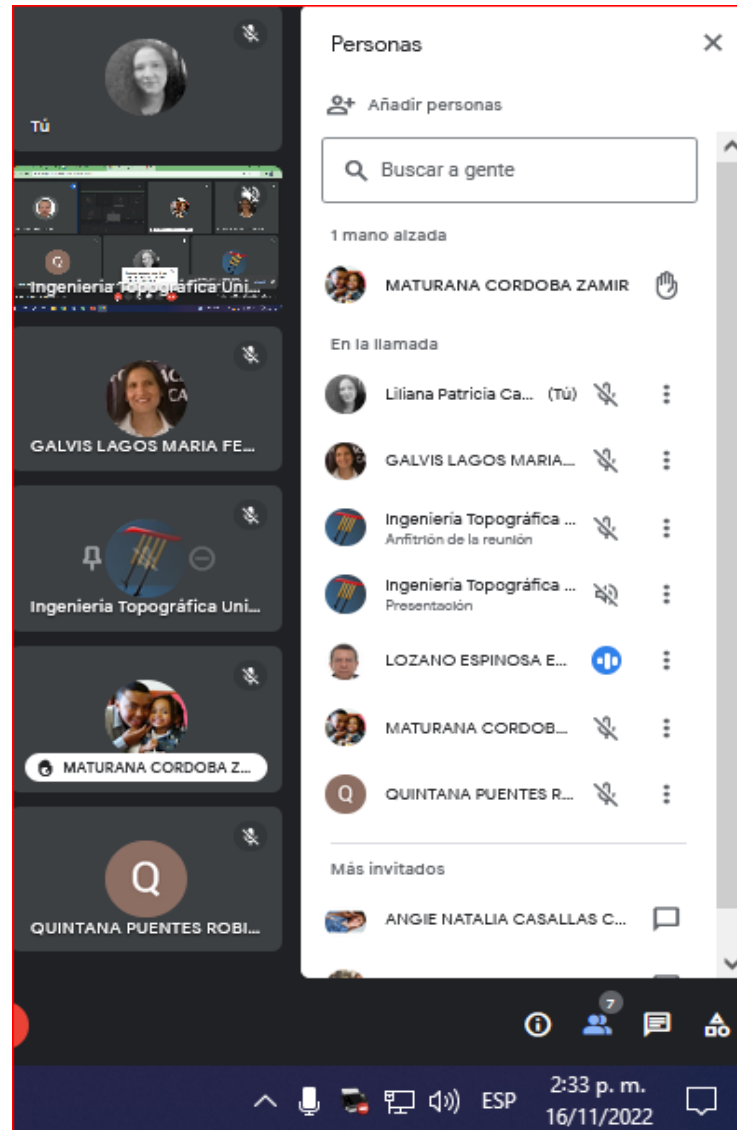 Tú
Ingeniería Topográfica Uni...
GALVIS LAGOS MARIA FE...
Ingeniería Topográfica Uni...
MATURANA CORDOBA Z...
Q
QUINTANA PUENTES ROBI...
Personas
Añadir personas
Buscar a gente
1 mano alzada
MATURANA CORDOBA ZAMIR
En la llamada
Liliana Patricia Ca... (Tú)
GALVIS LAGOS MARIA...
Ingeniería Topográfica ...
Anfitrión de la reunión
Ingeniería Topográfica ...
Presentación
LOZANO ESPINOSA E...
MATURANA CORDOB...
Q
QUINTANA PUENTES R...
Más invitados
ANGIE NATALIA CASALLAS C...
7
ESP
2:33 p. m.
16/11/2022